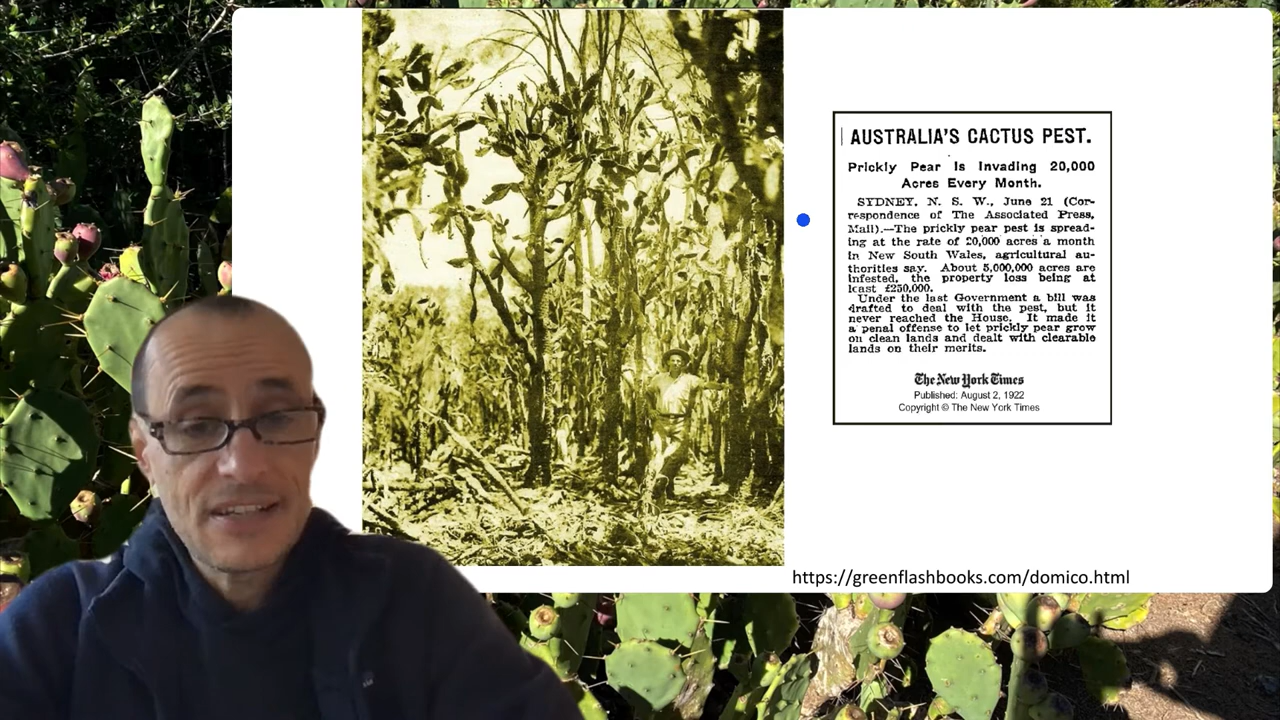 AUSTRALIA'S CACTUS PEST.
Prickly Pear Is Invading 20,000
Acres Every Month.
SYDNEY, N. S. W., June 21 (Cor-
respondence of The Associated Press,
Mail).—The prickly pear pest is spread-
ing at the rate of 20,000 acres a month
in New South Wales, agricultural au-
thorities say. About 5,000,000 acres are
infested, the property loss being at
least £250,000.
Under the last Government a bill was
drafted to deal with the pest, but it
never reached the House. It made it
a penal offense to let prickly pear grow
on clean lands and dealt with clearable
lands on their merits.
The New York Times
Published: August 2, 1922
Copyright © The New York Times
https://greenflashbooks.com/domico.html